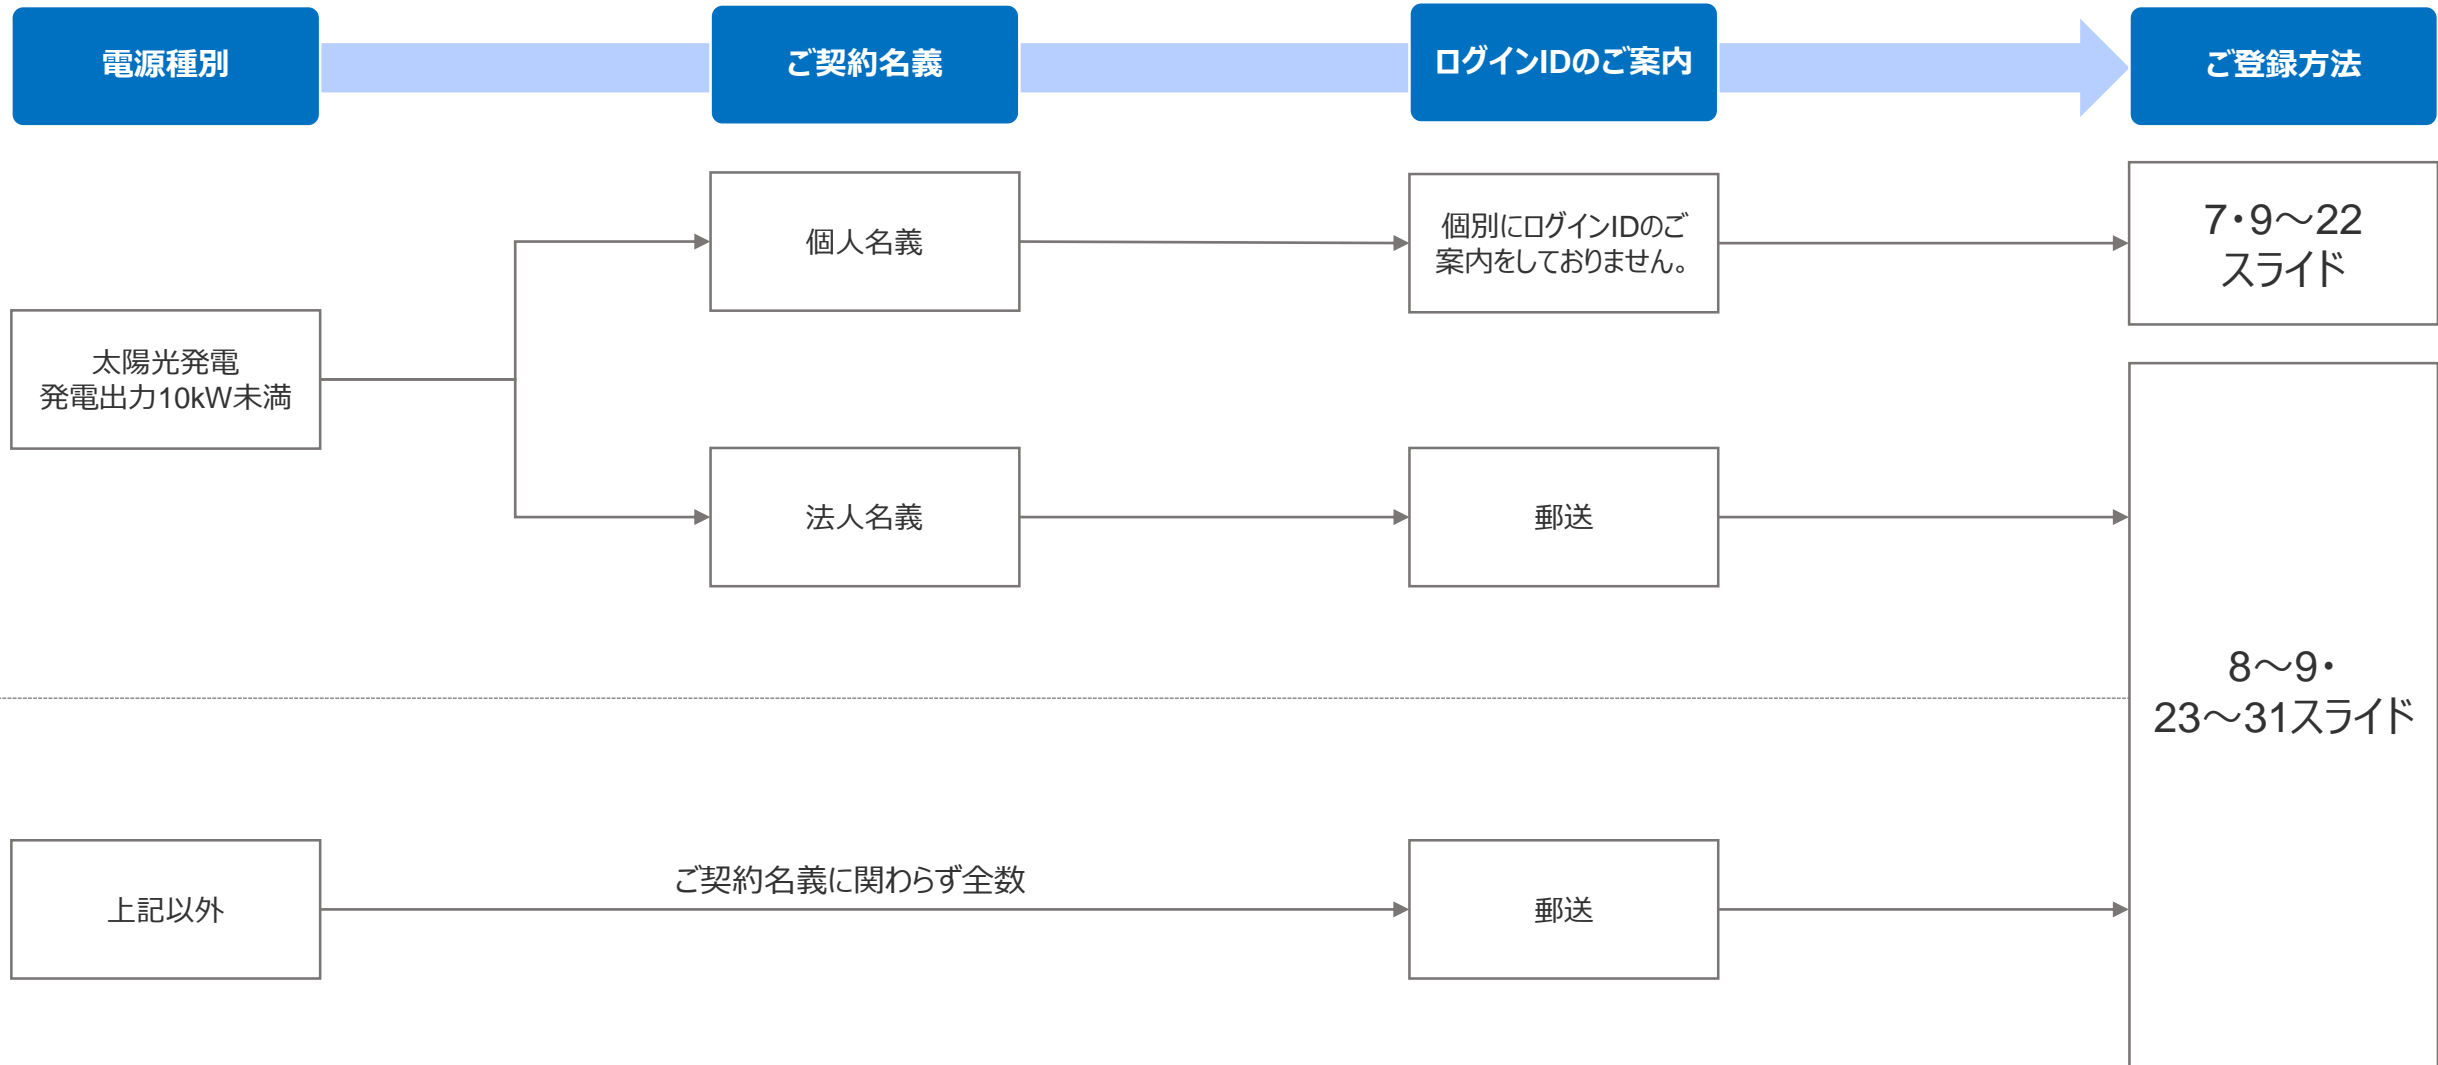 電源種別
ご契約名義
ログインIDのご案内
ご登録方法
個人名義
個別にログインIDのご
案内をしておりません。
7・9～22
スライド
太陽光発電
発電出力10kW未満
法人名義
郵送
8～9・
23～31スライド
上記以外
ご契約名義に関わらず全数
郵送